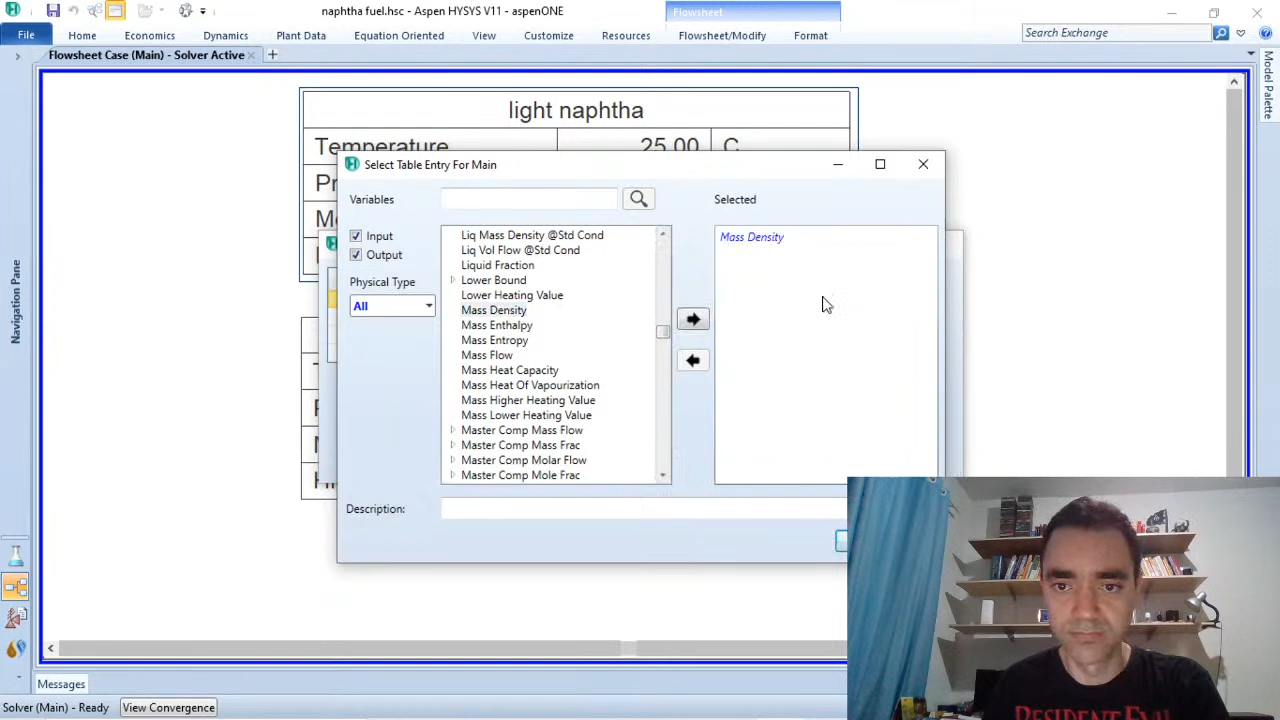 naphtha fuel.hsc - Aspen HYSYS V11 - aspenONE
Flowsheet
File
Home
Economics
Dynamics
Plant Data
Equation Oriented
View
Customize
Resources
Flowsheet/Modify
Format
Search Exchange
Flowsheet Case (Main) - Solver Active
Navigation Pane
Model Palette
light naphtha
Temperature 25.00 C
Select Table Entry For Main
Variables
Selected
Input
Output
Physical Type
All
Liq Mass Density @Std Cond
Liq Vol Flow @Std Cond
Liquid Fraction
Lower Bound
Lower Heating Value
Mass Density
Mass Enthalpy
Mass Entropy
Mass Flow
Mass Heat Capacity
Mass Heat Of Vapourization
Mass Higher Heating Value
Mass Lower Heating Value
Master Comp Mass Flow
Master Comp Mass Frac
Master Comp Molar Flow
Master Comp Mole Frac
Mass Density
Description:
Messages
Solver (Main) - Ready
View Convergence
RESIDENT EVIL